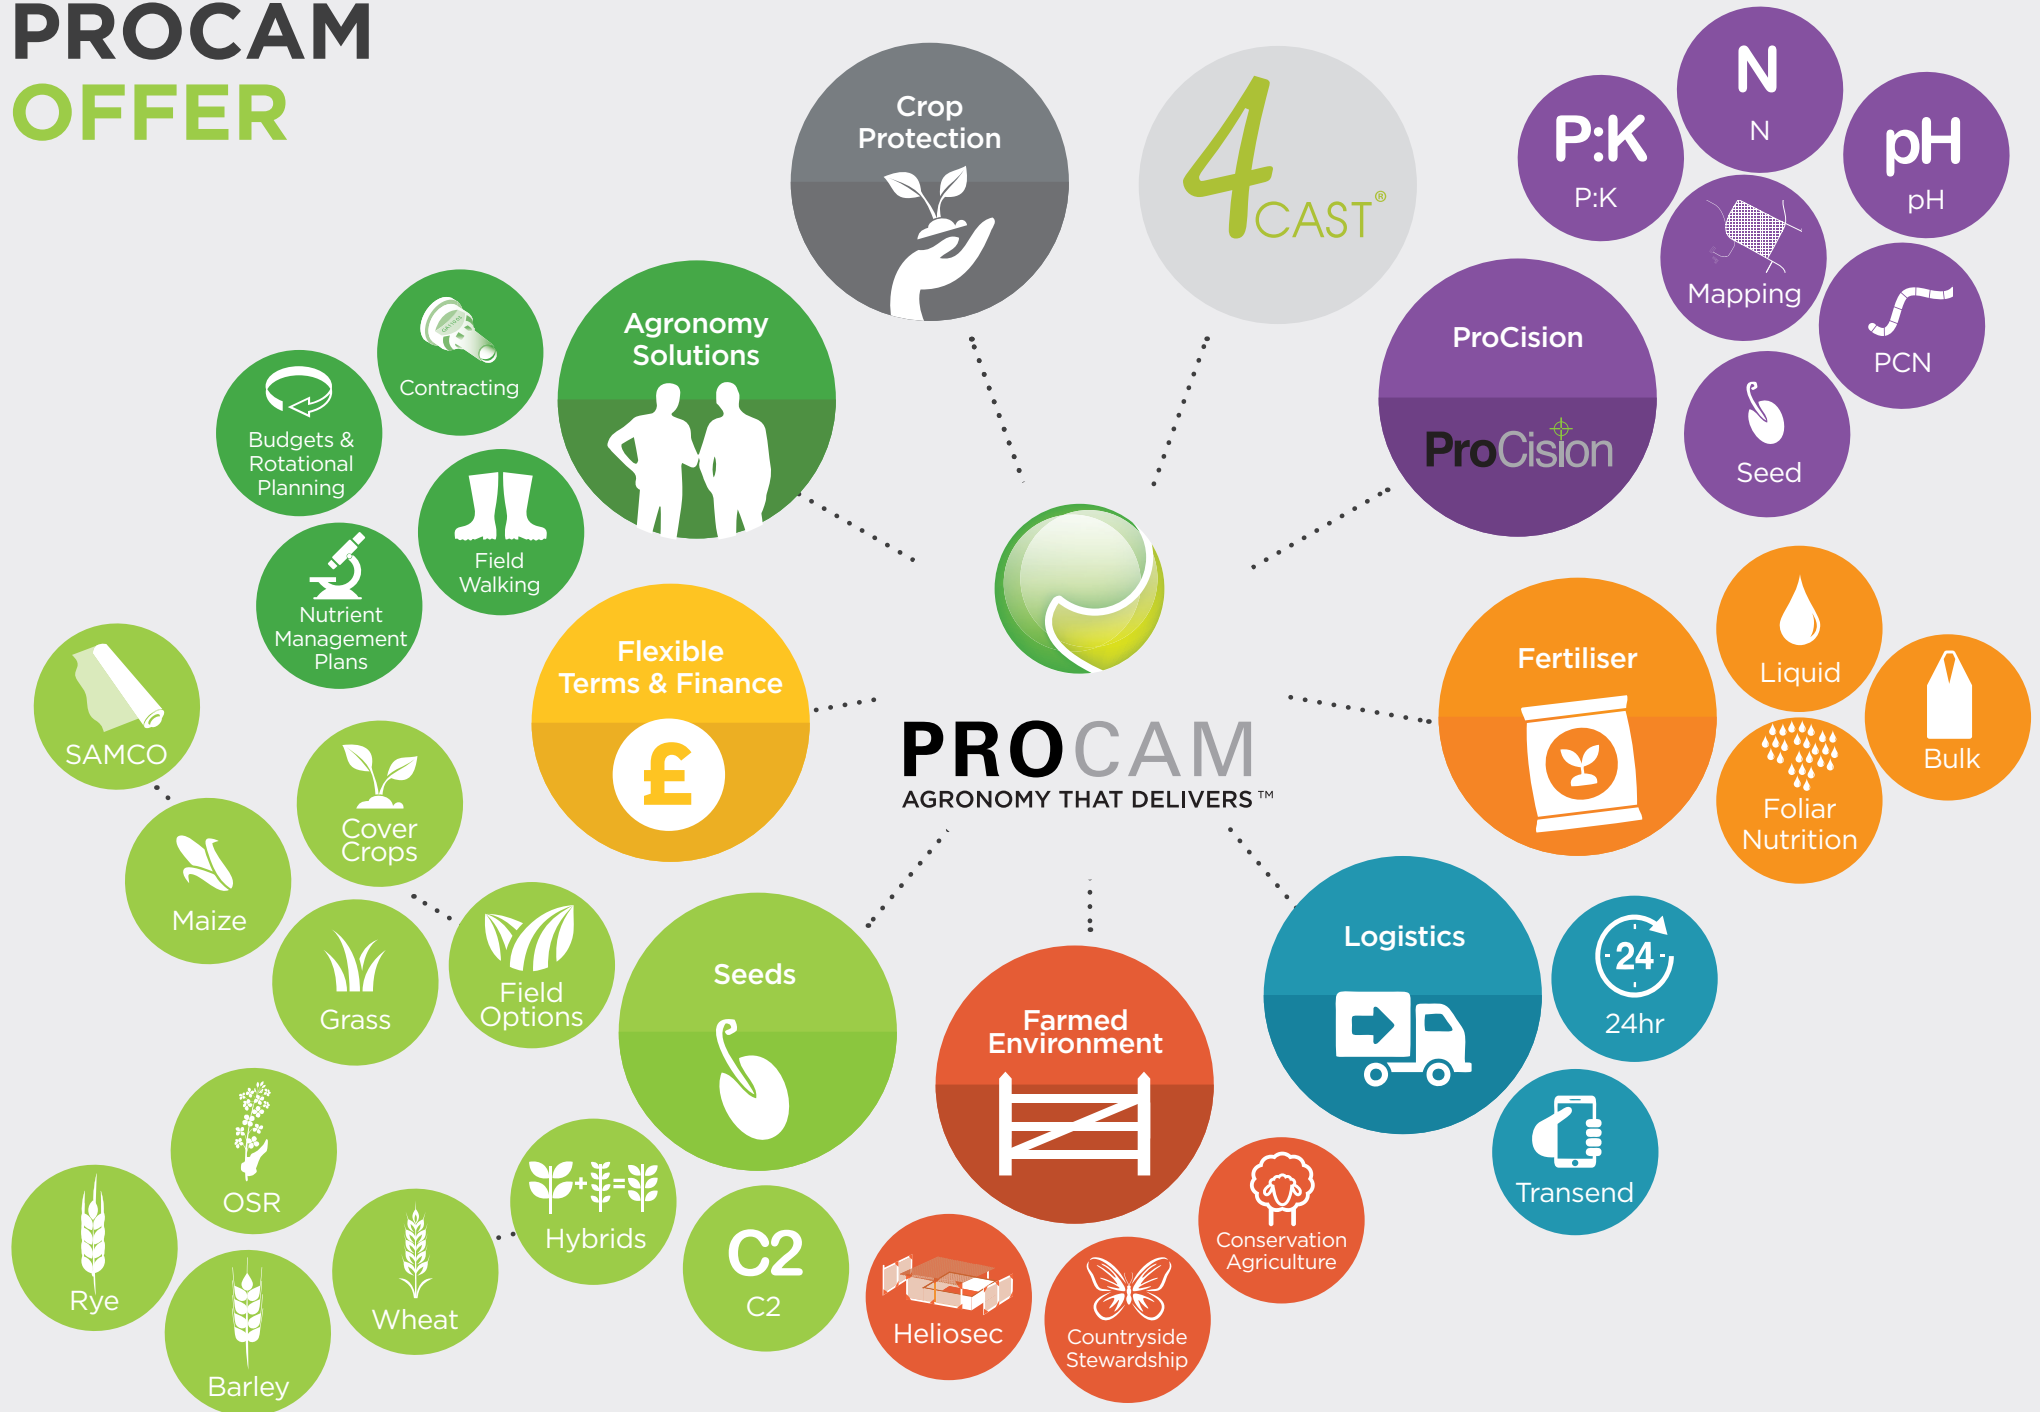 PROCAM
OFFER
Crop
Protection
4CAST®
N
N
P:K
P:K
pH
pH
Mapping
PCN
Seed
ProCision
ProCision
Agronomy
Solutions
Contracting
Budgets &
Rotational
Planning
Field
Walking
Nutrient
Management
Plans
Flexible
Terms & Finance
£
PROCAM
AGRONOMY THAT DELIVERS™
Fertiliser
Liquid
Bulk
Foliar
Nutrition
SAMCO
Cover
Crops
Maize
Grass
Field
Options
Seeds
Farmed
Environment
Logistics
24
24hr
Transend
OSR
Rye
Barley
Wheat
+ =
Hybrids
C2
C2
Heliosec
Countryside
Stewardship
Conservation
Agriculture